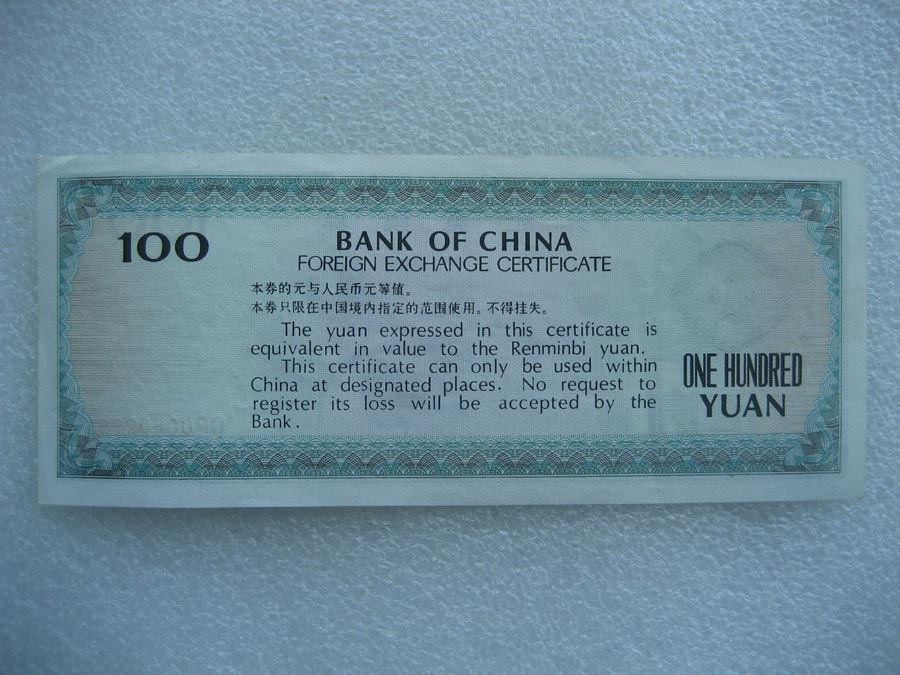 100
BANK OF CHINA
FOREIGN EXCHANGE CERTIFICATE
本券的元与人民币元等值。
本券只限在中国境内指定的范围使用。不得挂失。
The yuan expressed in this certificate is
equivalent in value to the Renminbi yuan.
This certificate can only be used within
China at designated places. No request to
register its loss will be accepted by the
Bank.
ONE HUNDRED
YUAN